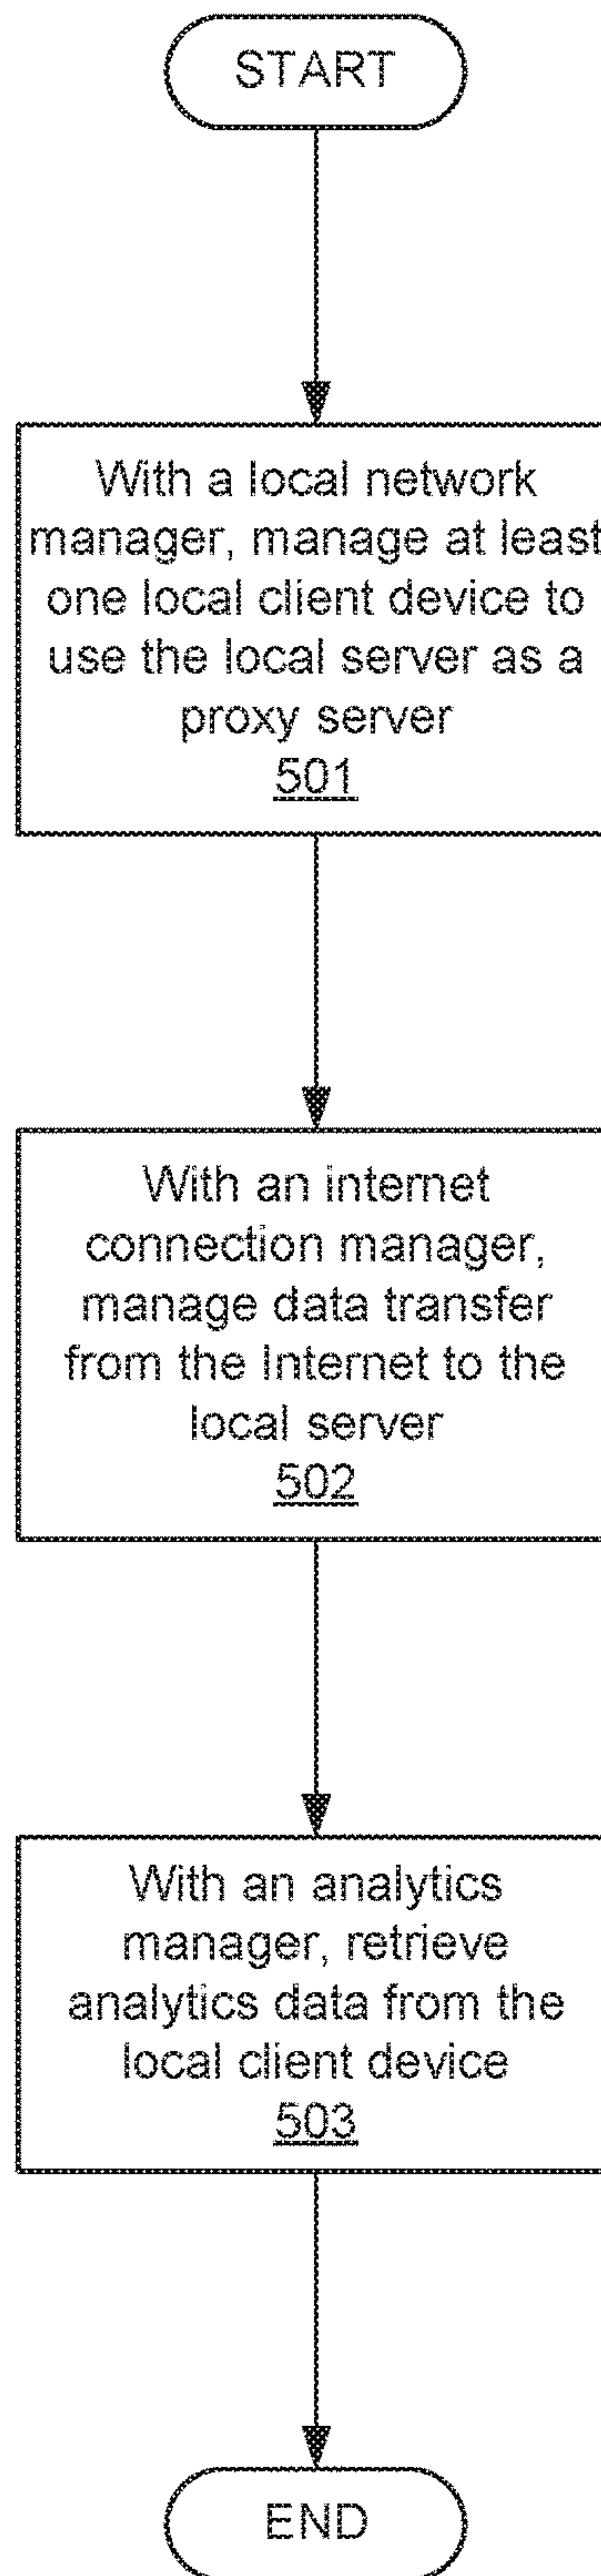 START
With a local network
manager, manage at least
one local client device to
use the local server as a
proxy server
501
With an internet
connection manager,
manage data transfer
from the Internet to the
local server
502
With an analytics
manager, retrieve
analytics data from the
local client device
503
END